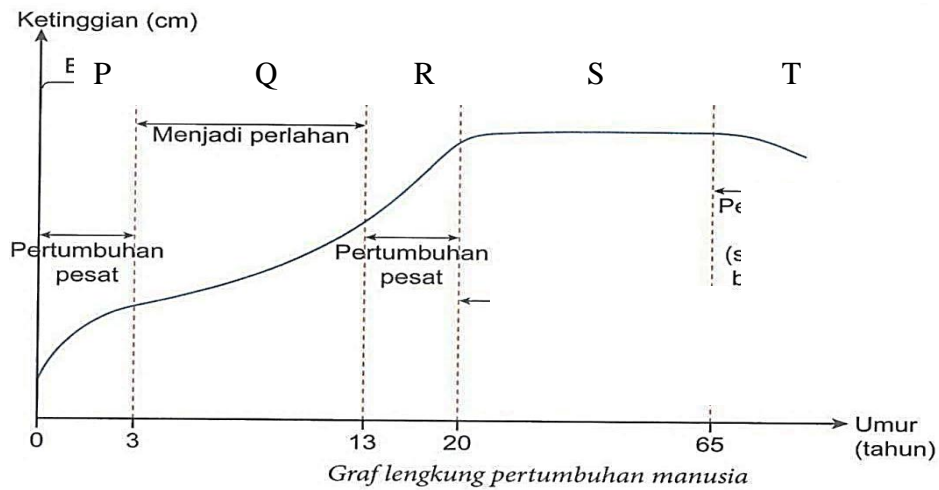 Ketinggian (cm)
P Q R S T
Menjadi perlahan
Pertumbuhan
pesat
Pertumbuhan
pesat
0 3 13 20 65
Umur
(tahun)
Graf lengkung pertumbuhan manusia